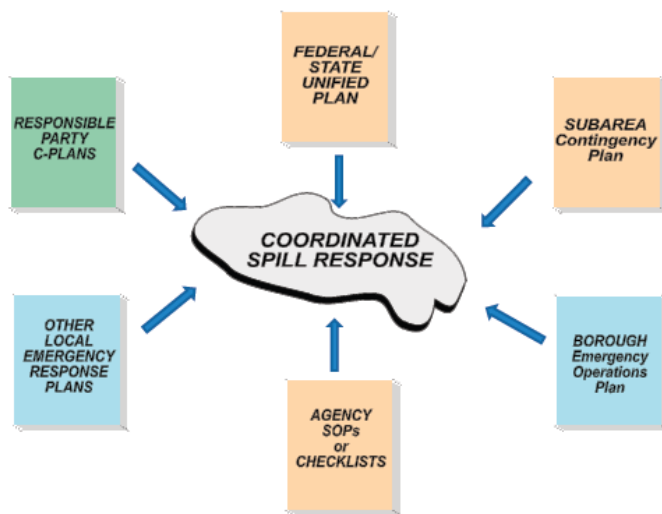 FEDERAL/
STATE
UNIFIED
PLAN
RESPONSIBLE
PARTY
C-PLANS
SUBAREA
Contingency
Plan
COORDINATED
SPILL RESPONSE
OTHER
LOCAL
EMERGENCY
RESPONSE
PLANS
BOROUGH
Emergency
Operations
Plan
AGENCY
SOPs
or
CHECKLISTS